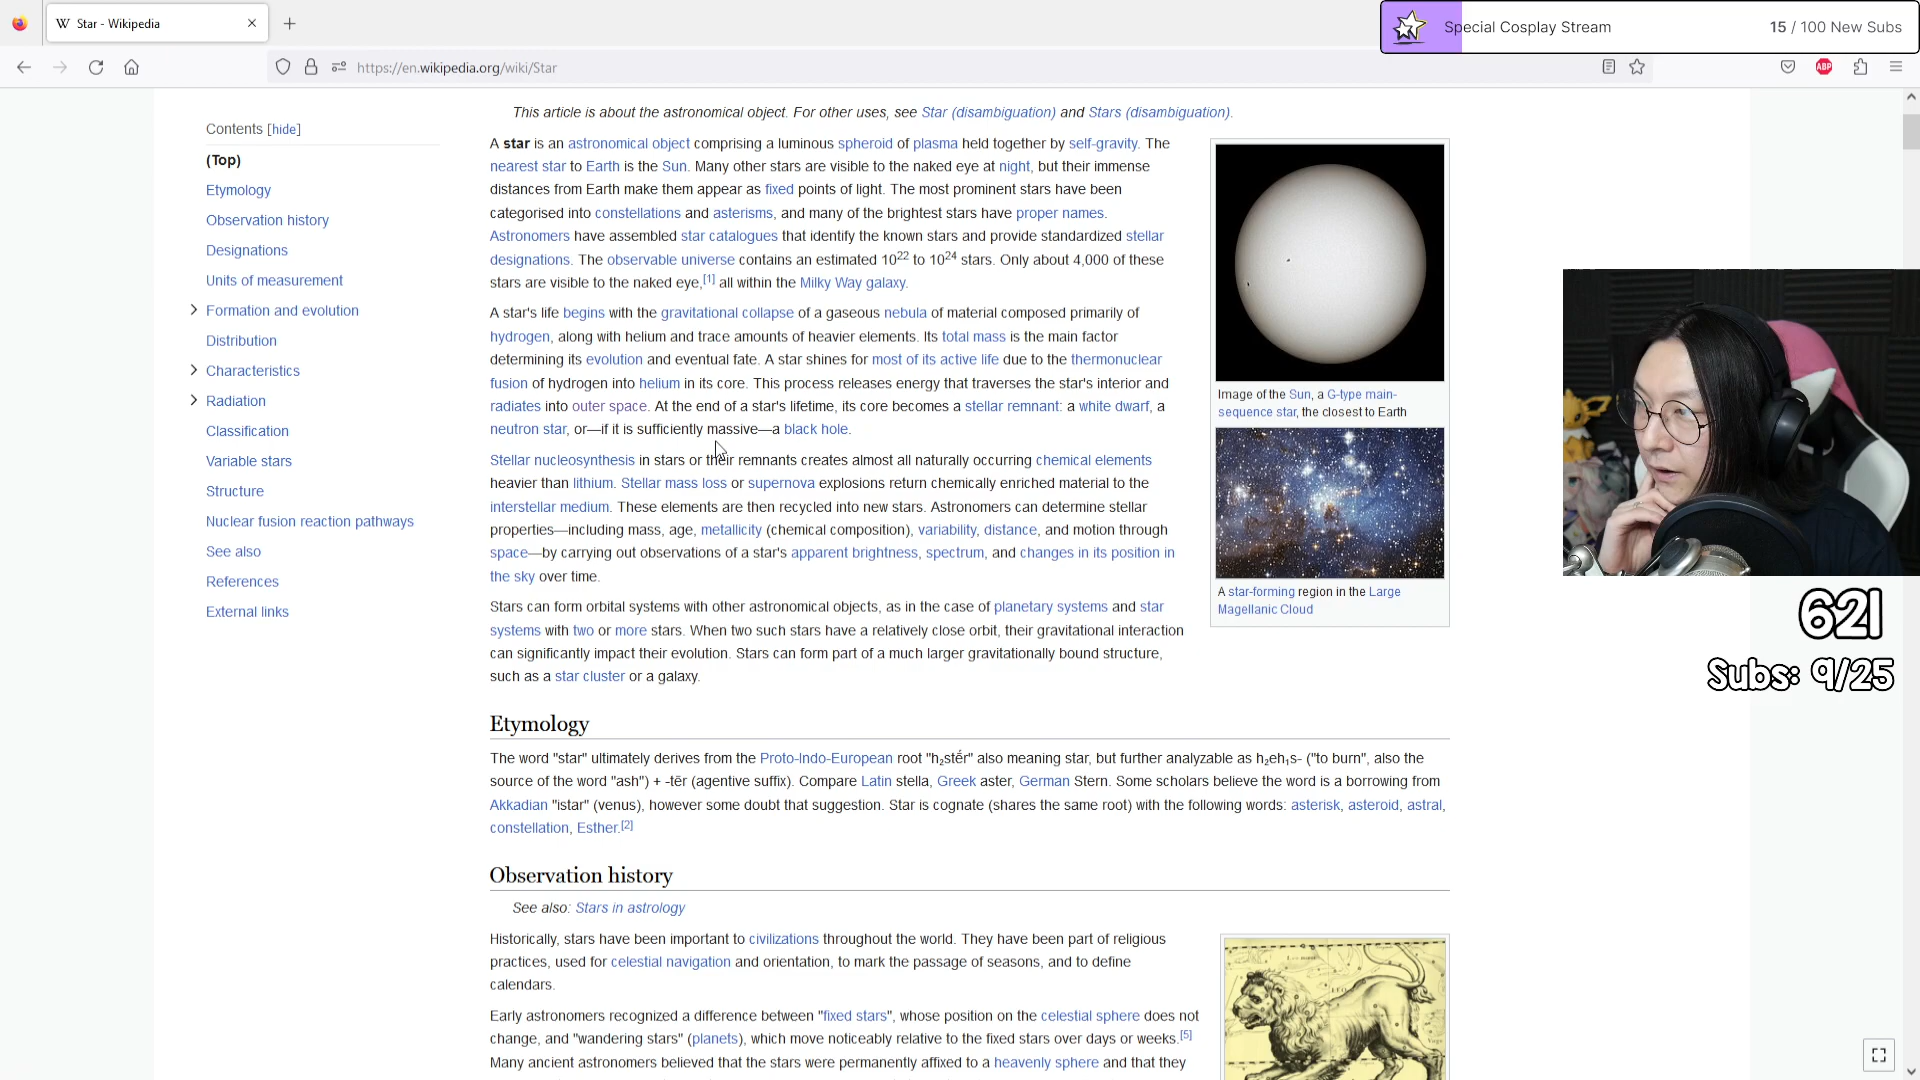 Star - Wikipedia
Special Cosplay Stream
15 / 100 New Subs
https://en.wikipedia.org/wiki/Star
ABP
This article is about the astronomical object. For other uses, see Star (disambiguation) and Stars (disambiguation).
Contents [hide]
(Top)
Etymology
Observation history
Designations
Units of measurement
Formation and evolution
Distribution
Characteristics
Radiation
Classification
Variable stars
Structure
Nuclear fusion reaction pathways
See also
References
External links
A star is an astronomical object comprising a luminous spheroid of plasma held together by self-gravity. The
nearest star to Earth is the Sun. Many other stars are visible to the naked eye at night, but their immense
distances from Earth make them appear as fixed points of light. The most prominent stars have been
categorised into constellations and asterisms, and many of the brightest stars have proper names.
Astronomers have assembled star catalogues that identify the known stars and provide standardized stellar
designations. The observable universe contains an estimated 10²² to 10²⁴ stars. Only about 4,000 of these
stars are visible to the naked eye,[1] all within the Milky Way galaxy.
A star's life begins with the gravitational collapse of a gaseous nebula of material composed primarily of
hydrogen, along with helium and trace amounts of heavier elements. Its total mass is the main factor
determining its evolution and eventual fate. A star shines for most of its active life due to the thermonuclear
fusion of hydrogen into helium in its core. This process releases energy that traverses the star's interior and
radiates into outer space. At the end of a star's lifetime, its core becomes a stellar remnant: a white dwarf, a
neutron star, or—if it is sufficiently massive—a black hole.
Stellar nucleosynthesis in stars or their remnants creates almost all naturally occurring chemical elements
heavier than lithium. Stellar mass loss or supernova explosions return chemically enriched material to the
interstellar medium. These elements are then recycled into new stars. Astronomers can determine stellar
properties—including mass, age, metallicity (chemical composition), variability, distance, and motion through
space—by carrying out observations of a star's apparent brightness, spectrum, and changes in its position in
the sky over time.
Stars can form orbital systems with other astronomical objects, as in the case of planetary systems and star
systems with two or more stars. When two such stars have a relatively close orbit, their gravitational interaction
can significantly impact their evolution. Stars can form part of a much larger gravitationally bound structure,
such as a star cluster or a galaxy.
Image of the Sun, a G-type main-
sequence star, the closest to Earth
A star-forming region in the Large
Magellanic Cloud
621
Subs: 9/25
Etymology
The word "star" ultimately derives from the Proto-Indo-European root "h₂stḗr" also meaning star, but further analyzable as h₂eh₁s- ("to burn", also the
source of the word "ash") + -tēr (agentive suffix). Compare Latin stella, Greek aster, German Stern. Some scholars believe the word is a borrowing from
Akkadian "istar" (venus), however some doubt that suggestion. Star is cognate (shares the same root) with the following words: asterisk, asteroid, astral,
constellation, Esther.[2]
Observation history
See also: Stars in astrology
Historically, stars have been important to civilizations throughout the world. They have been part of religious
practices, used for celestial navigation and orientation, to mark the passage of seasons, and to define
calendars.
Early astronomers recognized a difference between "fixed stars", whose position on the celestial sphere does not
change, and "wandering stars" (planets), which move noticeably relative to the fixed stars over days or weeks.[5]
Many ancient astronomers believed that the stars were permanently affixed to a heavenly sphere and that they